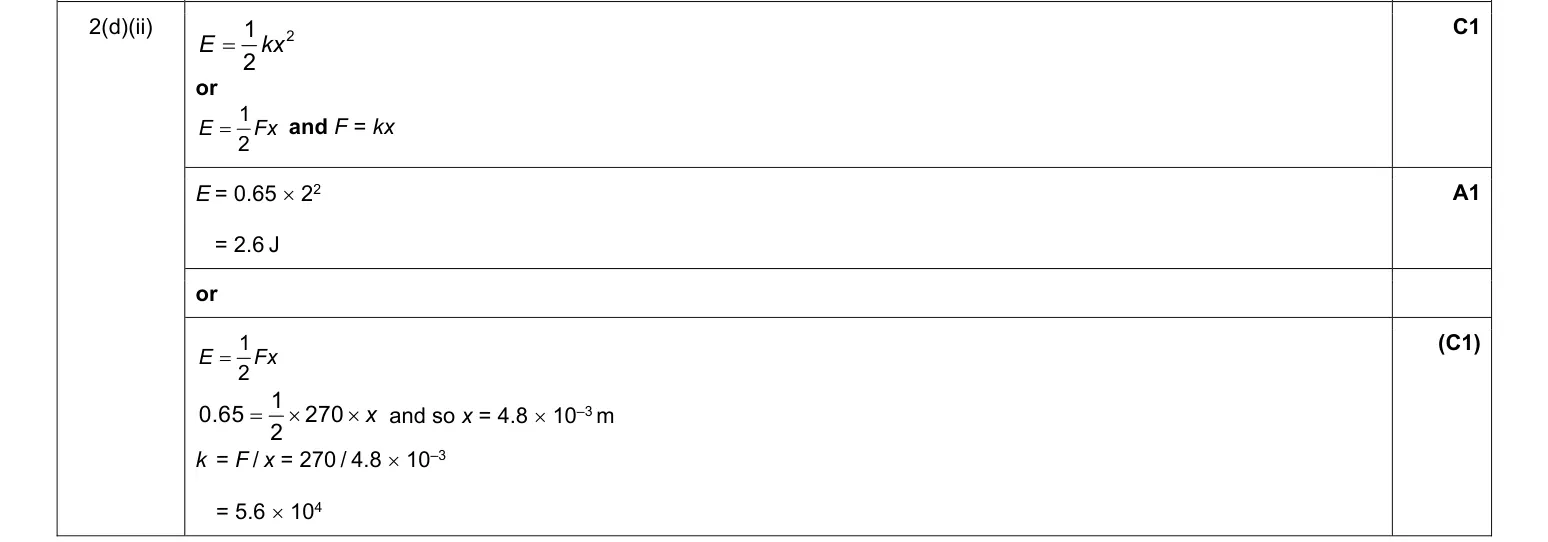 2(d)(ii)
E = 1/2 kx²
C1
or
E = 1/2 Fx and F = kx
E = 0.65 × 2²
A1
= 2.6 J
or
E = 1/2 Fx
(C1)
0.65 = 1/2 × 270 × x and so x = 4.8 × 10⁻³ m
k = F / x = 270 / 4.8 × 10⁻³
= 5.6 × 10⁴